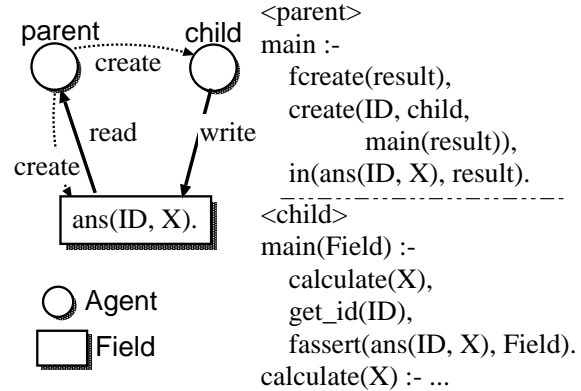 parent
child
create
read
write
create
ans(ID, X).
Agent
Field
<parent>
main :-
fcreate(result),
create(ID, child,
main(result)),
in(ans(ID, X), result).
<child>
main(Field) :-
calculate(X),
get_id(ID),
fassert(ans(ID, X), Field).
calculate(X) :- ...